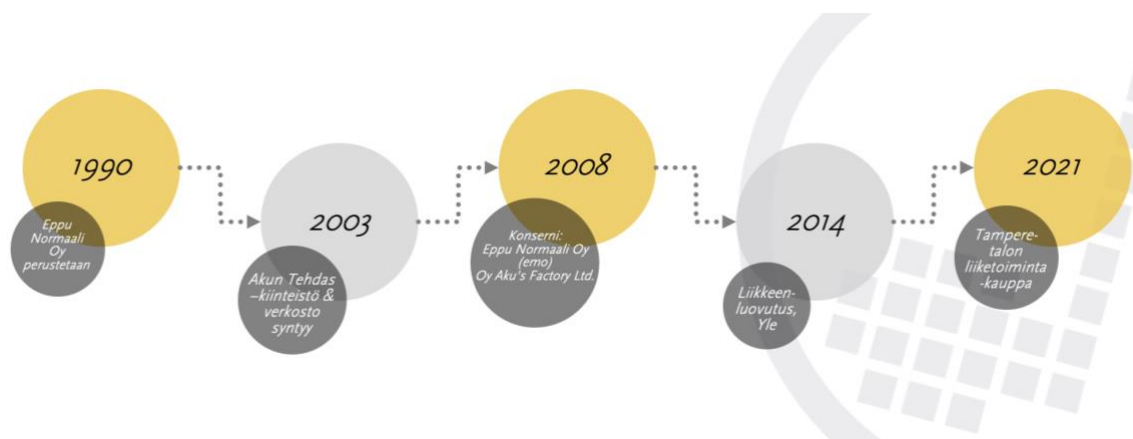 1990
Eppu
Normaali
Oy
perustetaan
2003
Akun Tehdas
–kiinteistö &
verkosto
syntyy
2008
Konserni:
Eppu Normaali Oy
(emo)
Oy Aku's Factory Ltd.
2014
Liikkeen-
luovutus,
Yle
2021
Tampere-
talon
liiketoiminta
-kauppa